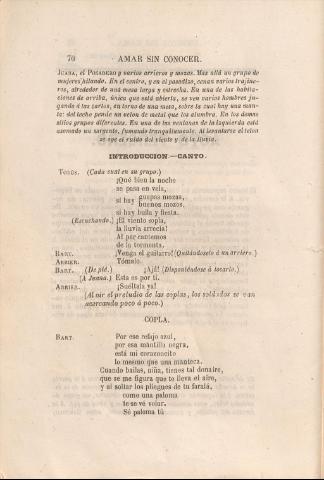 70 AMAR SIN CONOCER.
JUANA, el POSADERO y varios arrieros y mozas. Mas allá un grupo de
mujeres hilando. En el centro, y en el pasadizo, cenan varios trajine-
ros, alrededor de una mesa larga y estrecha. En una de las habita-
ciones de arriba, única que está abierta, se ven varios hombres ju-
gando á las cartas, en torno de una mesa, sobre la cual hay una man-
ta: del techo pende un velon de metal que los alumbra. En los demas
sitios grupos diferentes. En una de las ventanas de la izquierda está
asomado un sargento, fumando tranquilamente. Al levantarse el telon
se oye el ruido del viento y de la lluvia.
INTRODUCCION.—CANTO.
TODOS. (Cada cual en su grupo.)
¡Qué bien la noche
se pasa en vela,
si hay guapas mozas,
buenos mozos,
si hay baila y fiesta.
(Escuchando.) ¡El viento sopla,
la lluvia arrecia!
Al par cantemos
de la tormenta.
BART. ¡Venga el guitarro! (Quitándoselo á un arriero.)
ARRIER. Tómalo.
BART. (De pié.) ¡Ajá! (Disponiéndose á tocarlo.)
(A Juana.) Esta es por tí.
ARRIER. ¡Suéltala ya!
(Al oir el preludio de las coplas, los soldados se van
acercando poco á poco.)
COPLA.
BART. Por ese refajo azul,
por esa mantilla negra,
está mi corazoncito
lo mesmo que una manteca.
Cuando bailas, niña, tienes tal donaire,
que se me figura que te lleva el aire,
y al soltar los pliegues de tu faralá,
como una paloma
te se vé volar.
Sé paloma tú